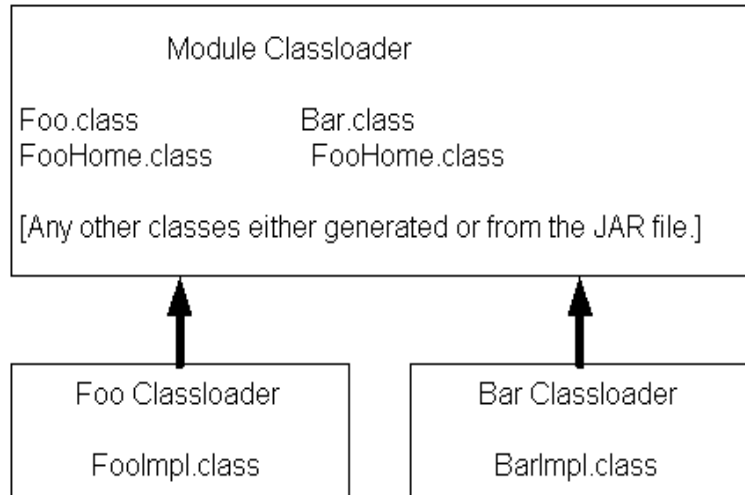 Module Classloader
Foo.class Bar.class
FooHome.class FooHome.class
[Any other classes either generated or from the JAR file.]
Foo Classloader Bar Classloader
FooImpl.class BarImpl.class